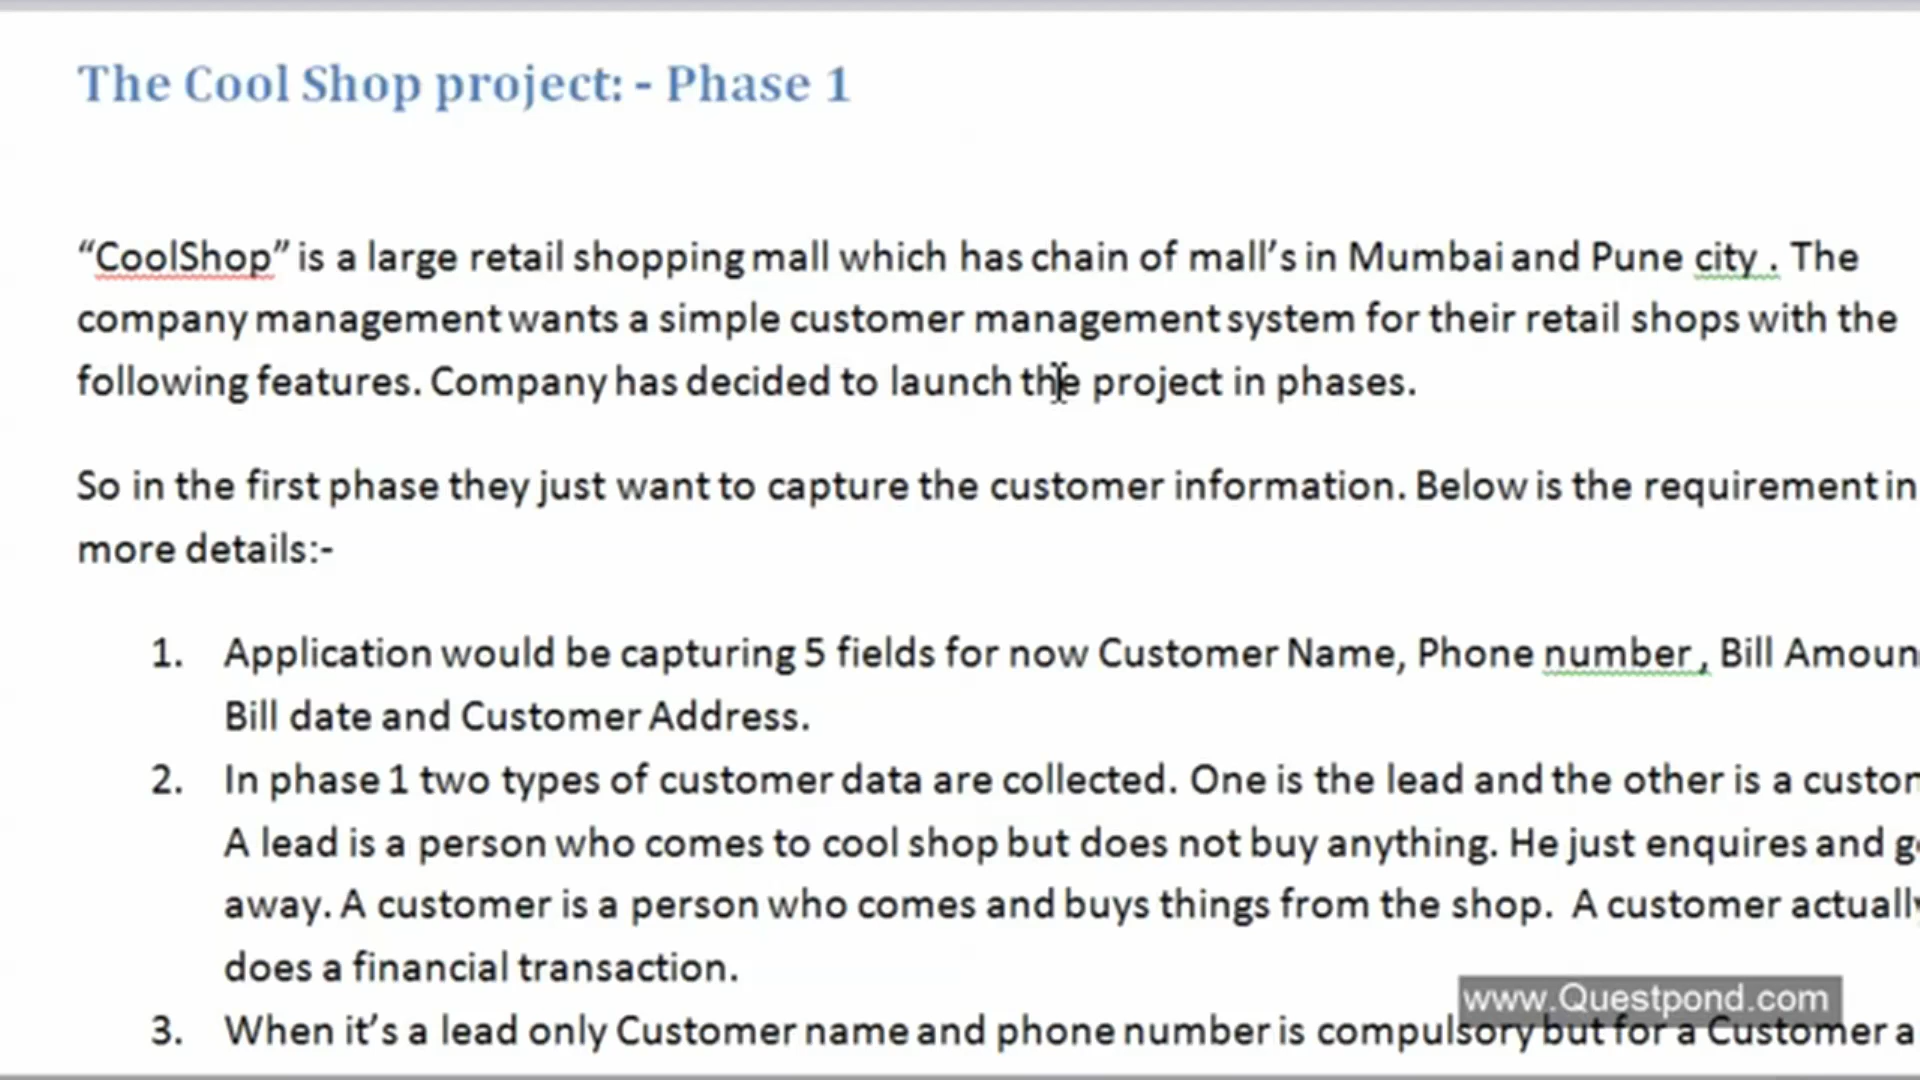 The Cool Shop project: - Phase 1
“CoolShop” is a large retail shopping mall which has chain of mall’s in Mumbai and Pune city . The
company management wants a simple customer management system for their retail shops with the
following features. Company has decided to launch the project in phases.
So in the first phase they just want to capture the customer information. Below is the requirement in
more details:-
1. Application would be capturing 5 fields for now Customer Name, Phone number , Bill Amoun
Bill date and Customer Address.
2. In phase 1 two types of customer data are collected. One is the lead and the other is a
A lead is a person who comes to cool shop but does not buy anything. He just enquires and
away. A customer is a person who comes and buys things from the shop. A customer actually
does a financial transaction.
www.Questpond.com
3. When it’s a lead only Customer name and phone number is compulsory but for a Customer a